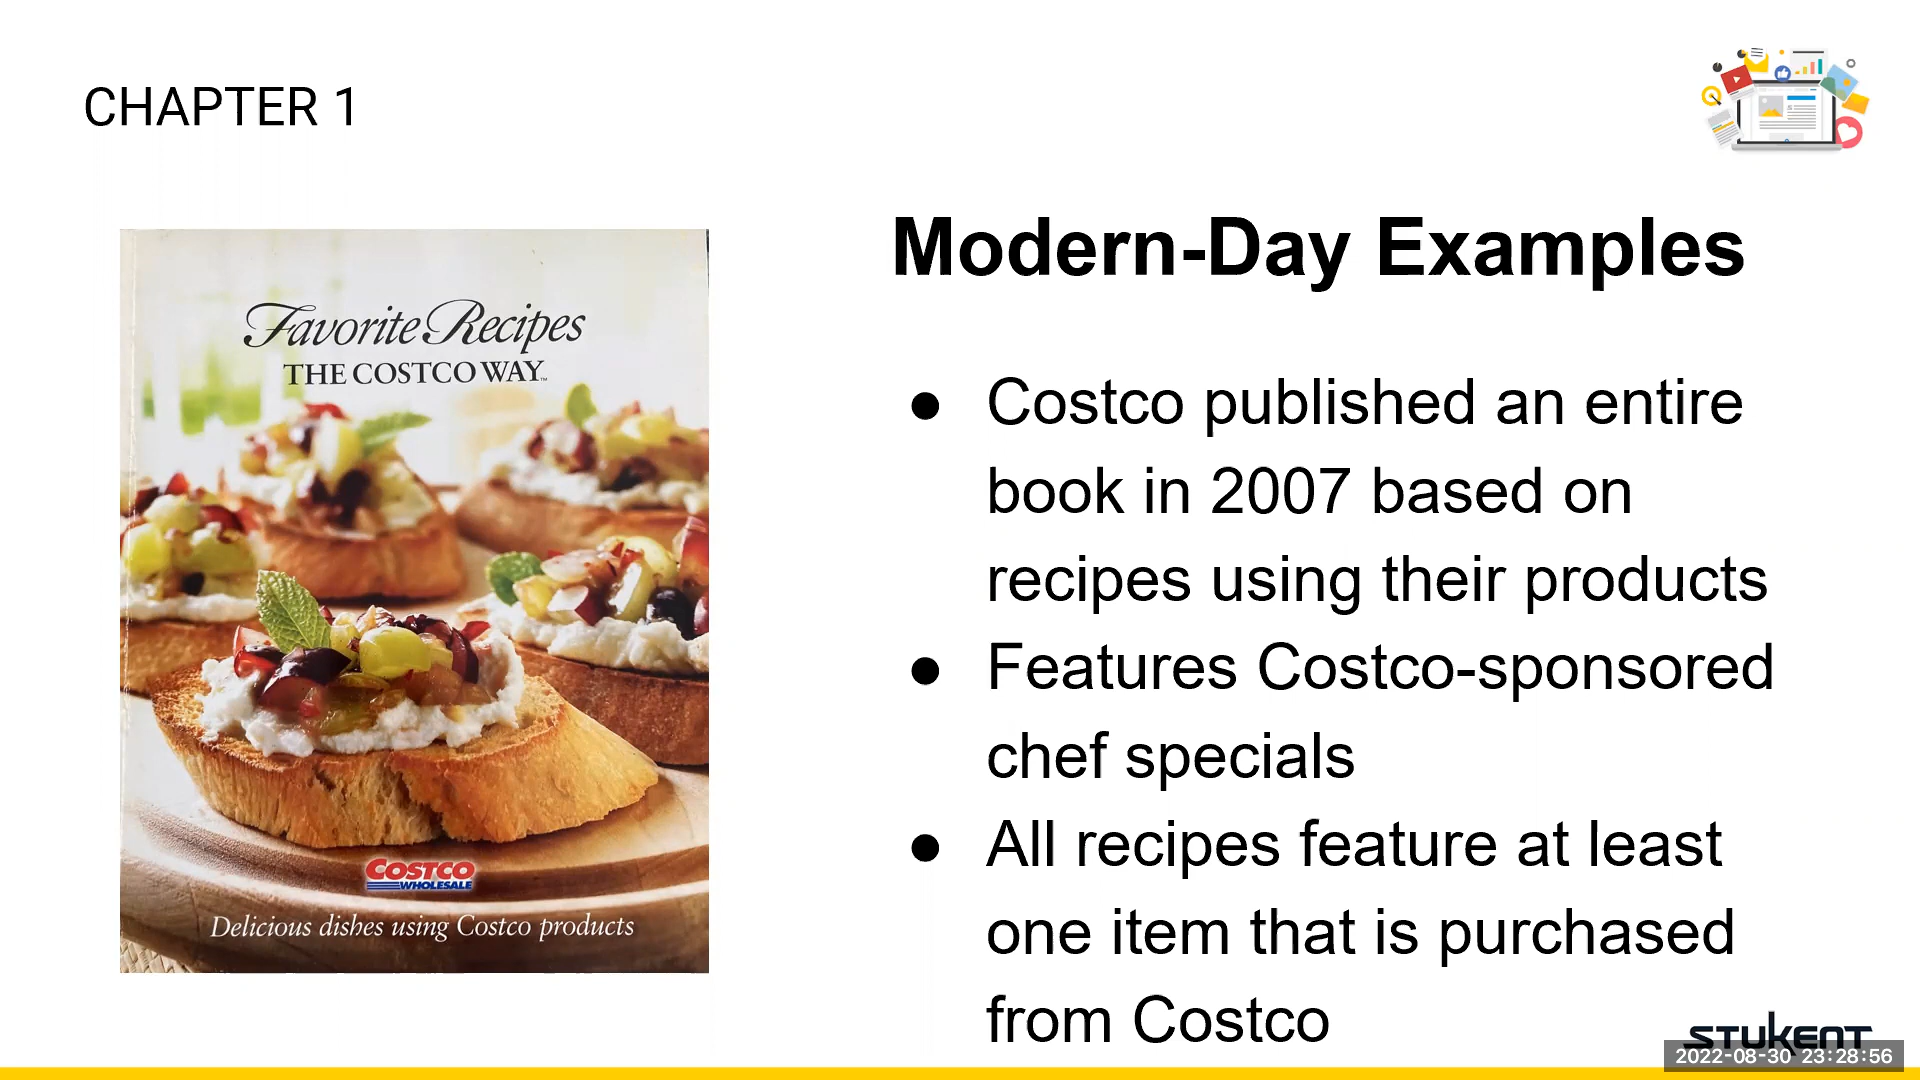 CHAPTER 1
Modern-Day Examples
Favorite Recipes
THE COSTCO WAY™
COSTCO
WHOLESALE
Delicious dishes using Costco products
● Costco published an entire
book in 2007 based on
recipes using their products
● Features Costco-sponsored
chef specials
● All recipes feature at least
one item that is purchased
from Costco
STUKENT
2022-08-30 23:28:56